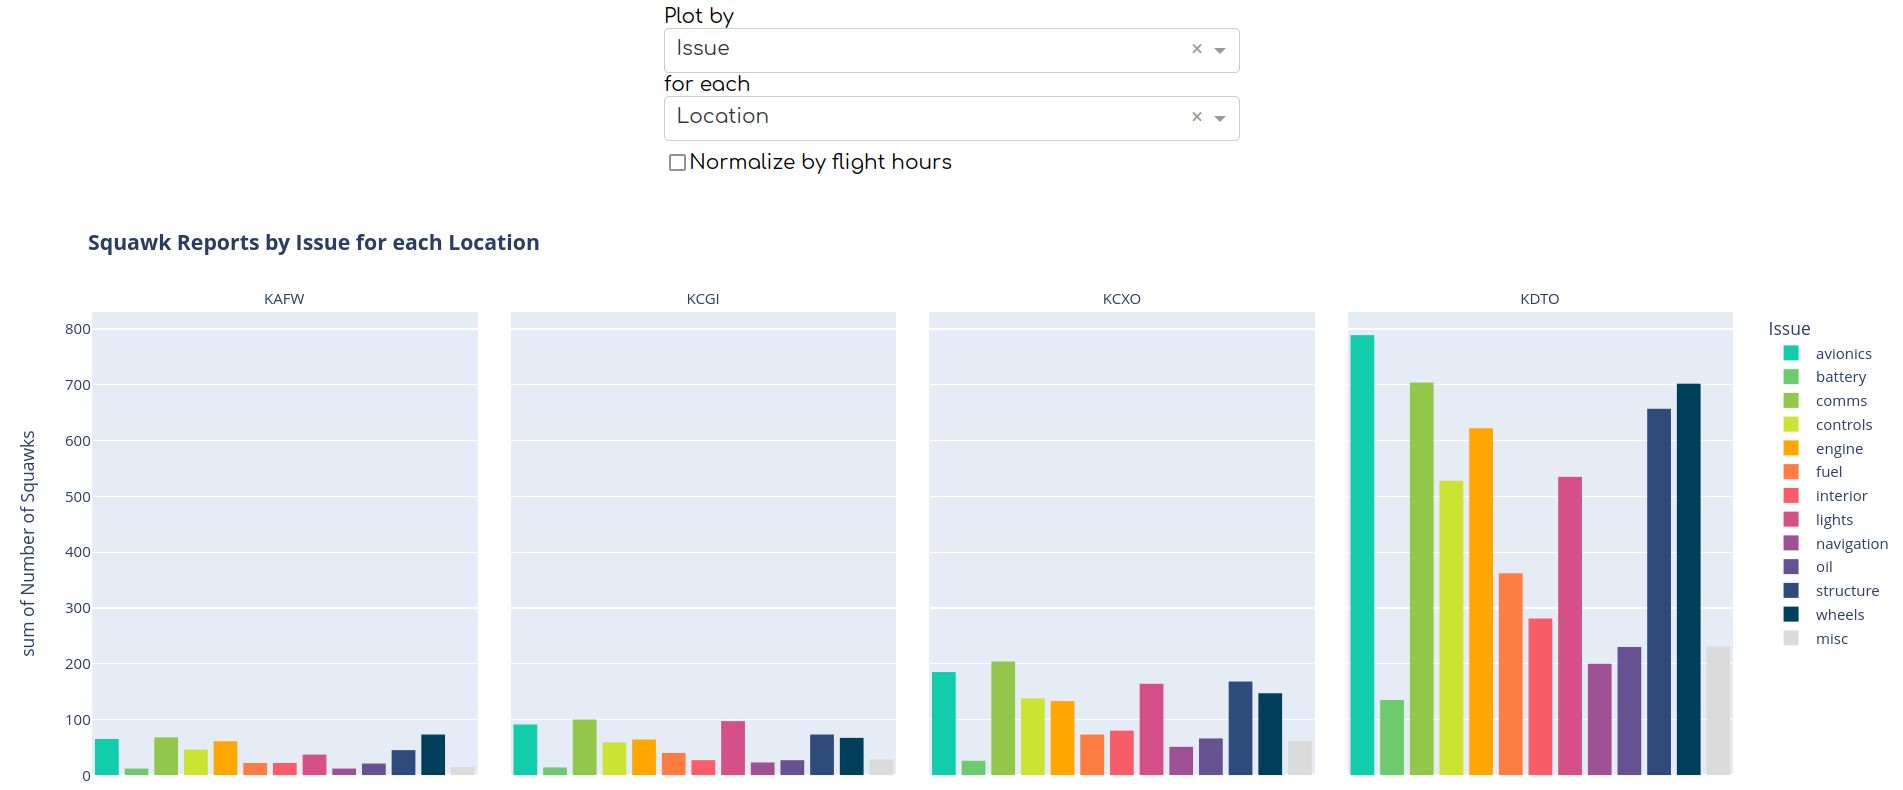 Plot by
Issue
×
for each
Location
×
Normalize by flight hours
Squawk Reports by Issue for each Location
KAFW
KCGI
KCXO
KDTO
sum of Number of Squawks
800
700
600
500
400
300
200
100
0
Issue
avionics
battery
comms
controls
engine
fuel
interior
lights
navigation
oil
structure
wheels
misc